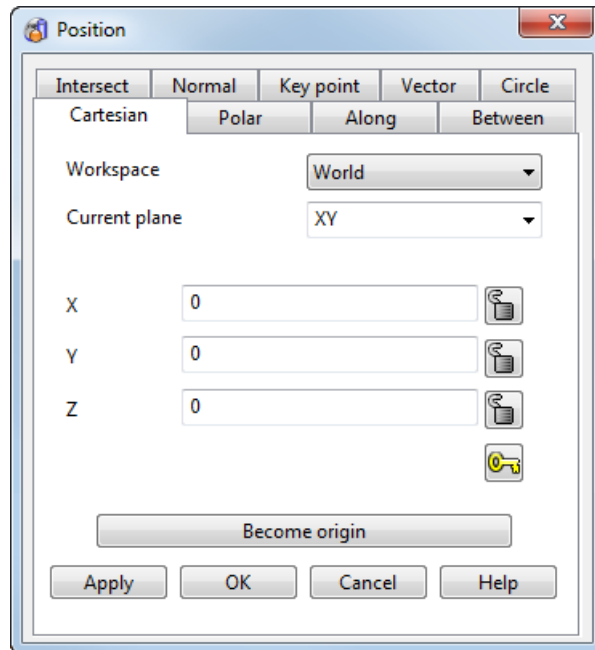 Position
Intersect Normal Key point Vector Circle
Cartesian Polar Along Between
Workspace World
Current plane XY
X 0
Y 0
Z 0
Become origin
Apply OK Cancel Help